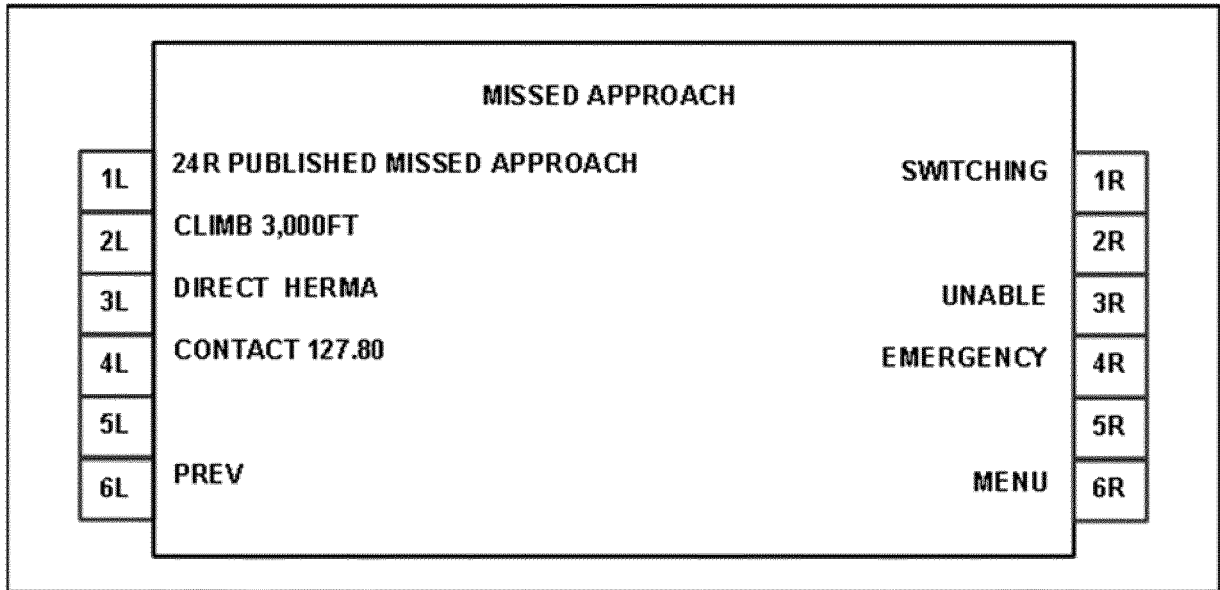 MISSED APPROACH
1L 24R PUBLISHED MISSED APPROACH SWITCHING 1R
2L CLIMB 3,000FT 2R
3L DIRECT HERMA UNABLE 3R
4L CONTACT 127.80 EMERGENCY 4R
5L 5R
6L PREV MENU 6R